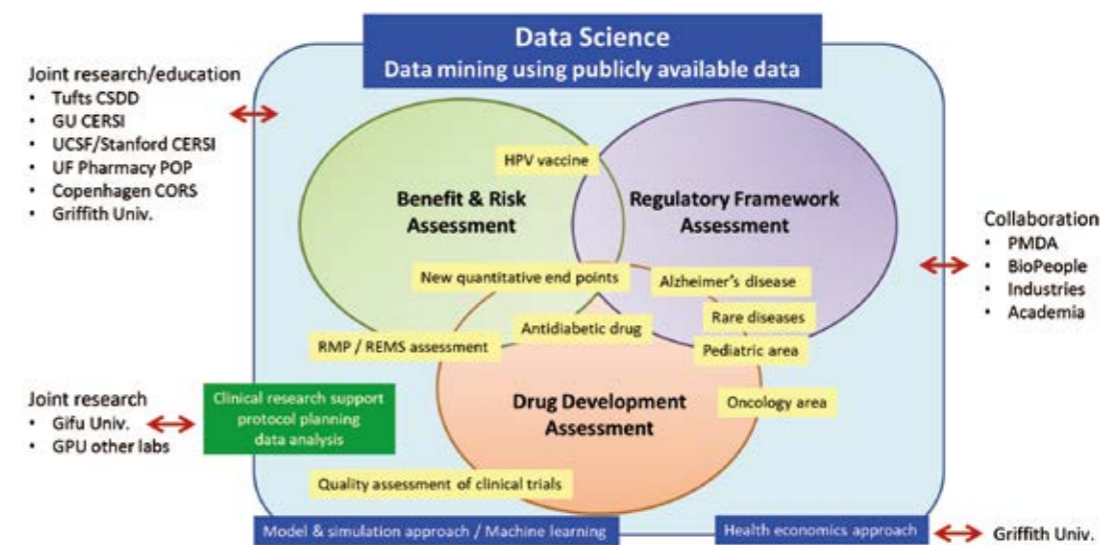 Data Science
Data mining using publicly available data
Joint research/education
• Tufts CSDD
• GU CERSI
• UCSF/Stanford CERSI
• UF Pharmacy POP
• Copenhagen CORS
• Griffith Univ.
HPV vaccine
Benefit & Risk
Assessment
Regulatory Framework
Assessment
Collaboration
• PMDA
• BioPeople
• Industries
• Academia
New quantitative end points
Alzheimer's disease
Rare diseases
Antidiabetic drug
RMP / REMS assessment
Pediatric area
Joint research
• Gifu Univ.
• GPU other labs
Clinical research support
protocol planning
data analysis
Drug Development
Assessment
Oncology area
Quality assessment of clinical trials
Model & simulation approach / Machine learning
Health economics approach
Griffith Univ.